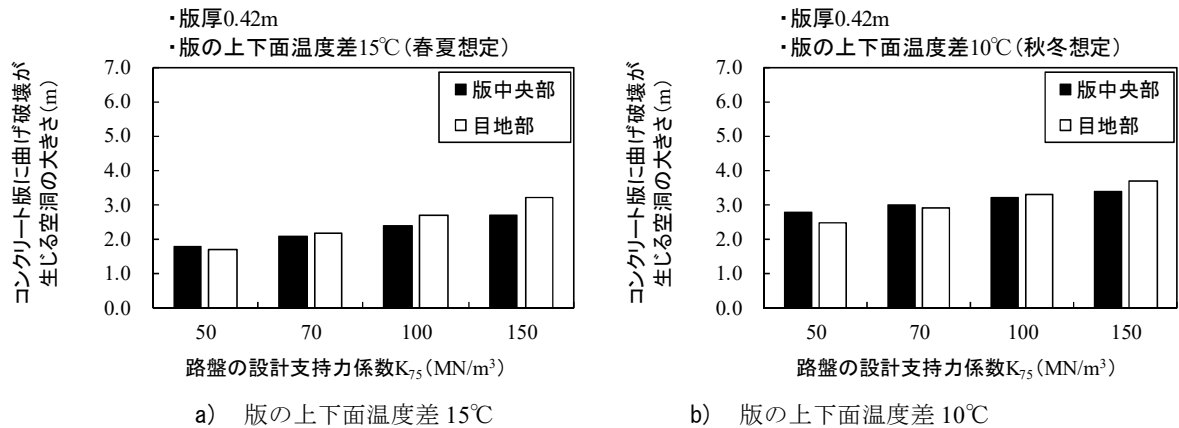 ・版厚0.42m
・版の上下面温度差15℃(春夏想定)
コンクリート版に曲げ破壊が
生じる空洞の大きさ(m)
7.0
6.0
5.0
4.0
3.0
2.0
1.0
0.0
■版中央部
□目地部
50 70 100 150
路盤の設計支持力係数K₇₅(MN/m³)
a) 版の上下面温度差 15℃
・版厚0.42m
・版の上下面温度差10℃(秋冬想定)
コンクリート版に曲げ破壊が
生じる空洞の大きさ(m)
7.0
6.0
5.0
4.0
3.0
2.0
1.0
0.0
■版中央部
□目地部
50 70 100 150
路盤の設計支持力係数K₇₅(MN/m³)
b) 版の上下面温度差 10℃